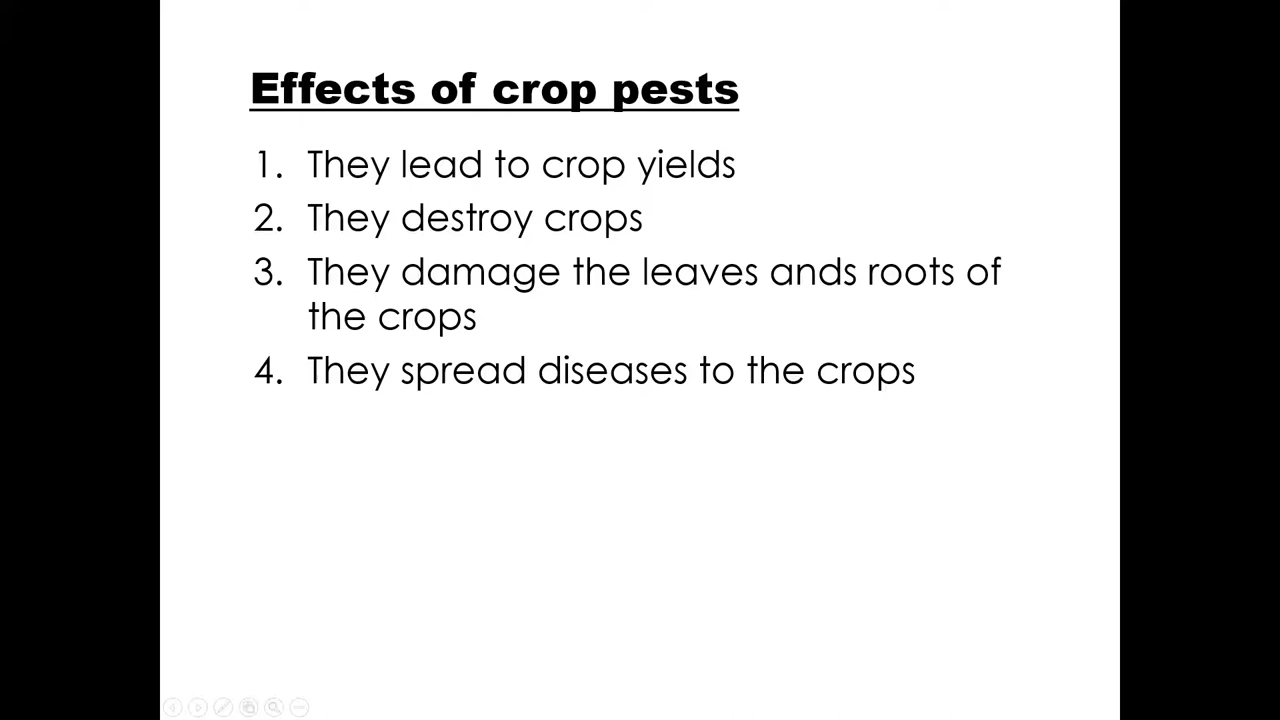 Effects of crop pests
1. They lead to crop yields
2. They destroy crops
3. They damage the leaves ands roots of
the crops
4. They spread diseases to the crops